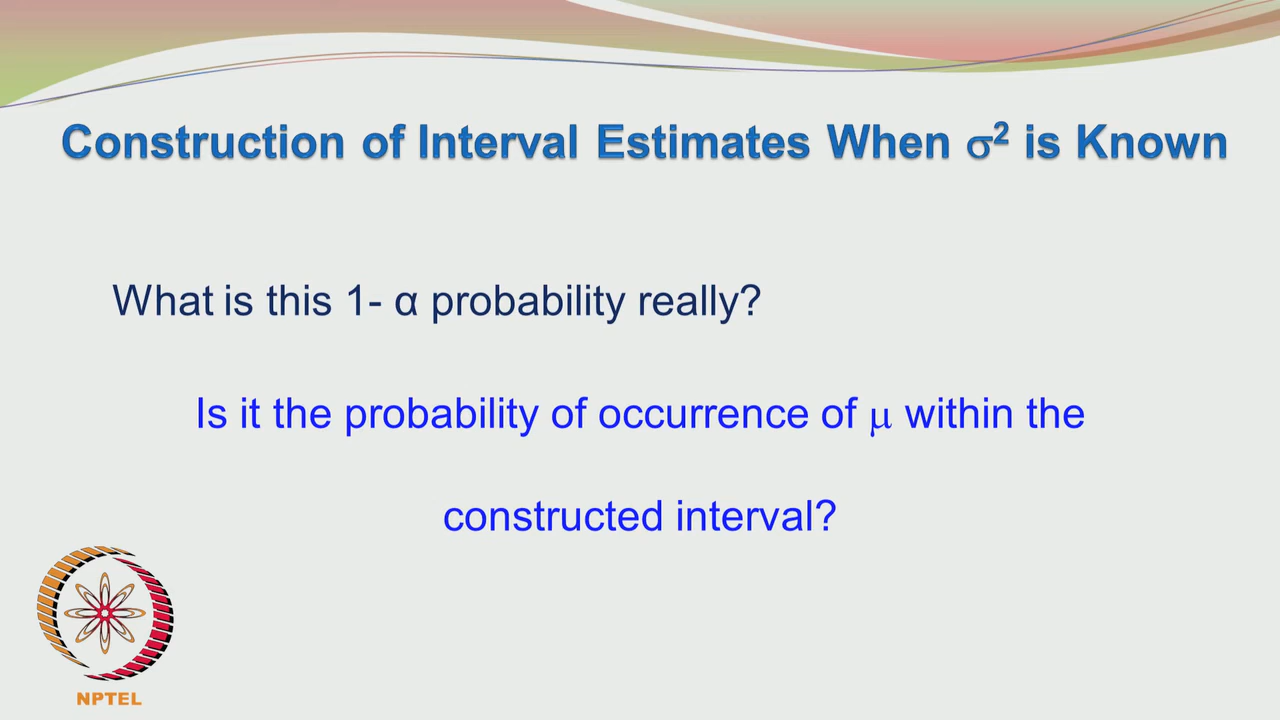 Construction of Interval Estimates When σ² is Known
What is this 1- α probability really?
Is it the probability of occurrence of μ within the
constructed interval?
NPTEL